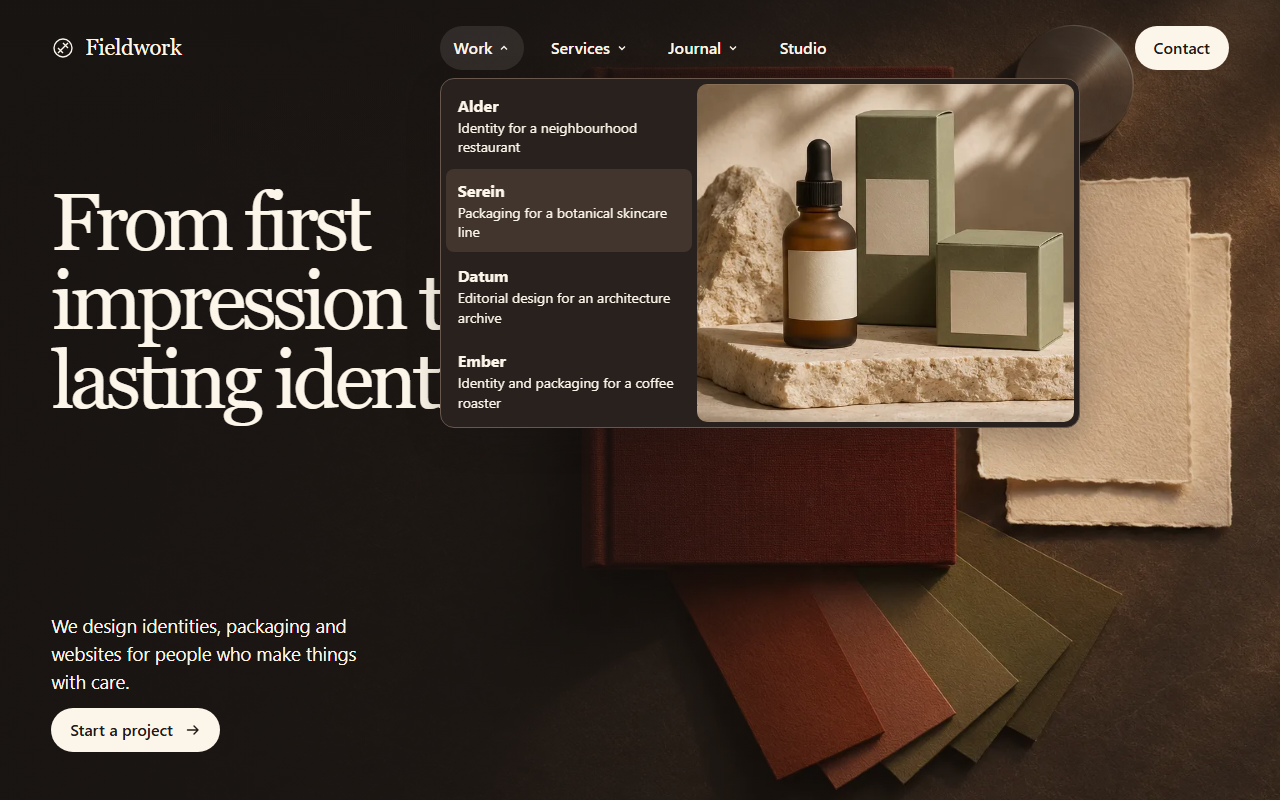 Fieldwork
Work
Services
Journal
Studio
Contact
Alder
Identity for a neighbourhood
restaurant
Serein
Packaging for a botanical skincare
line
Datum
Editorial design for an architecture
archive
Ember
Identity and packaging for a coffee
roaster
From first
impression t
lasting ident
We design identities, packaging and
websites for people who make things
with care.
Start a project